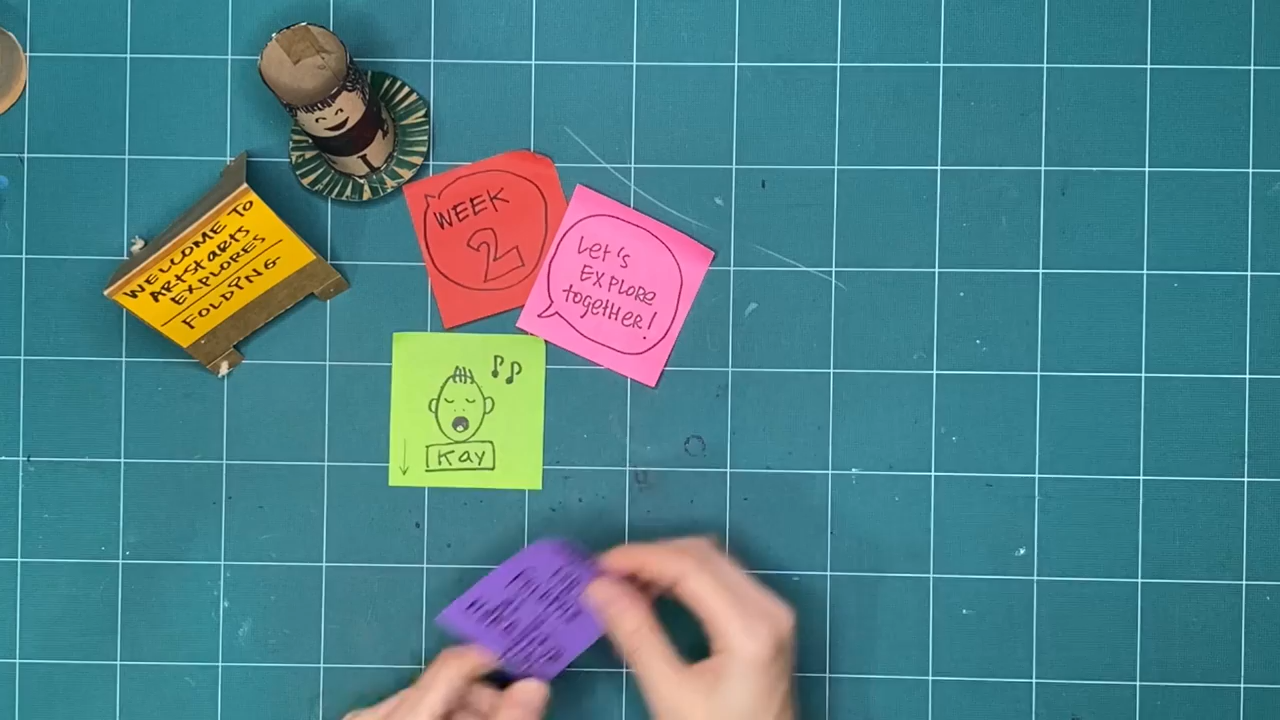 WELCOME TO
ARTSTARTS
EXPLORES
FOLDING
WEEK
2
Let's
EXPLORE
togetHer!
Kay